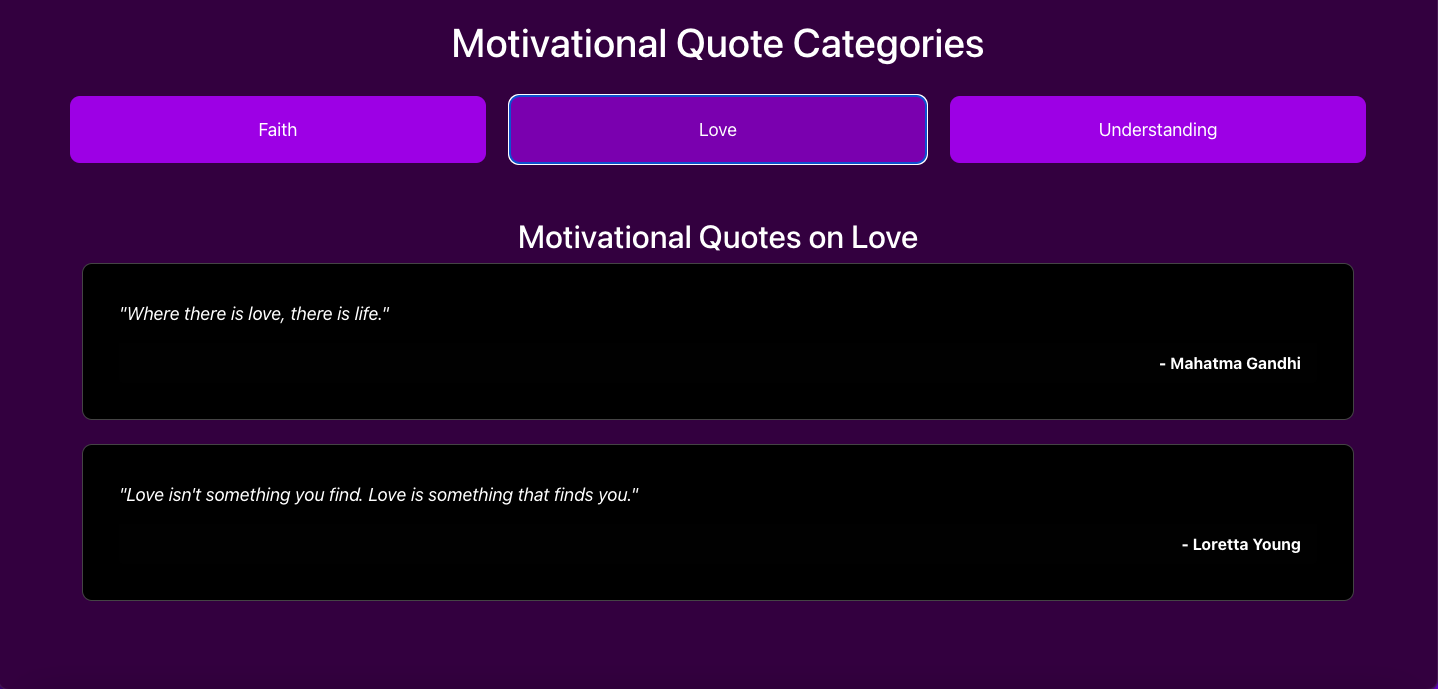 Motivational Quote Categories
Faith
Love
Understanding
Motivational Quotes on Love
"Where there is love, there is life."
- Mahatma Gandhi
"Love isn't something you find. Love is something that finds you."
- Loretta Young